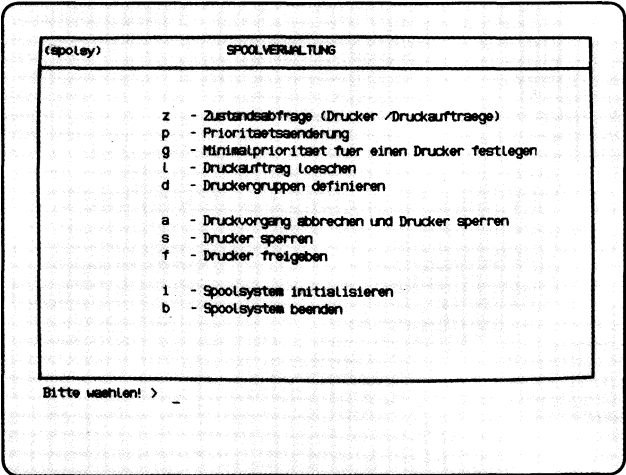 (spolsy) SPOOLVERWALTUNG
z - Zustandsabfrage (Drucker /Druckauftraege)
p - Prioritaetsaenderung
g - Minimalprioritaet fuer einen Drucker festlegen
l - Druckauftrag loeschen
d - Druckergruppen definieren
a - Druckvorgang abbrechen und Drucker sperren
s - Drucker sperren
f - Drucker freigeben
i - Spoolsystem initialisieren
b - Spoolsystem beenden
Bitte waehlen! > _